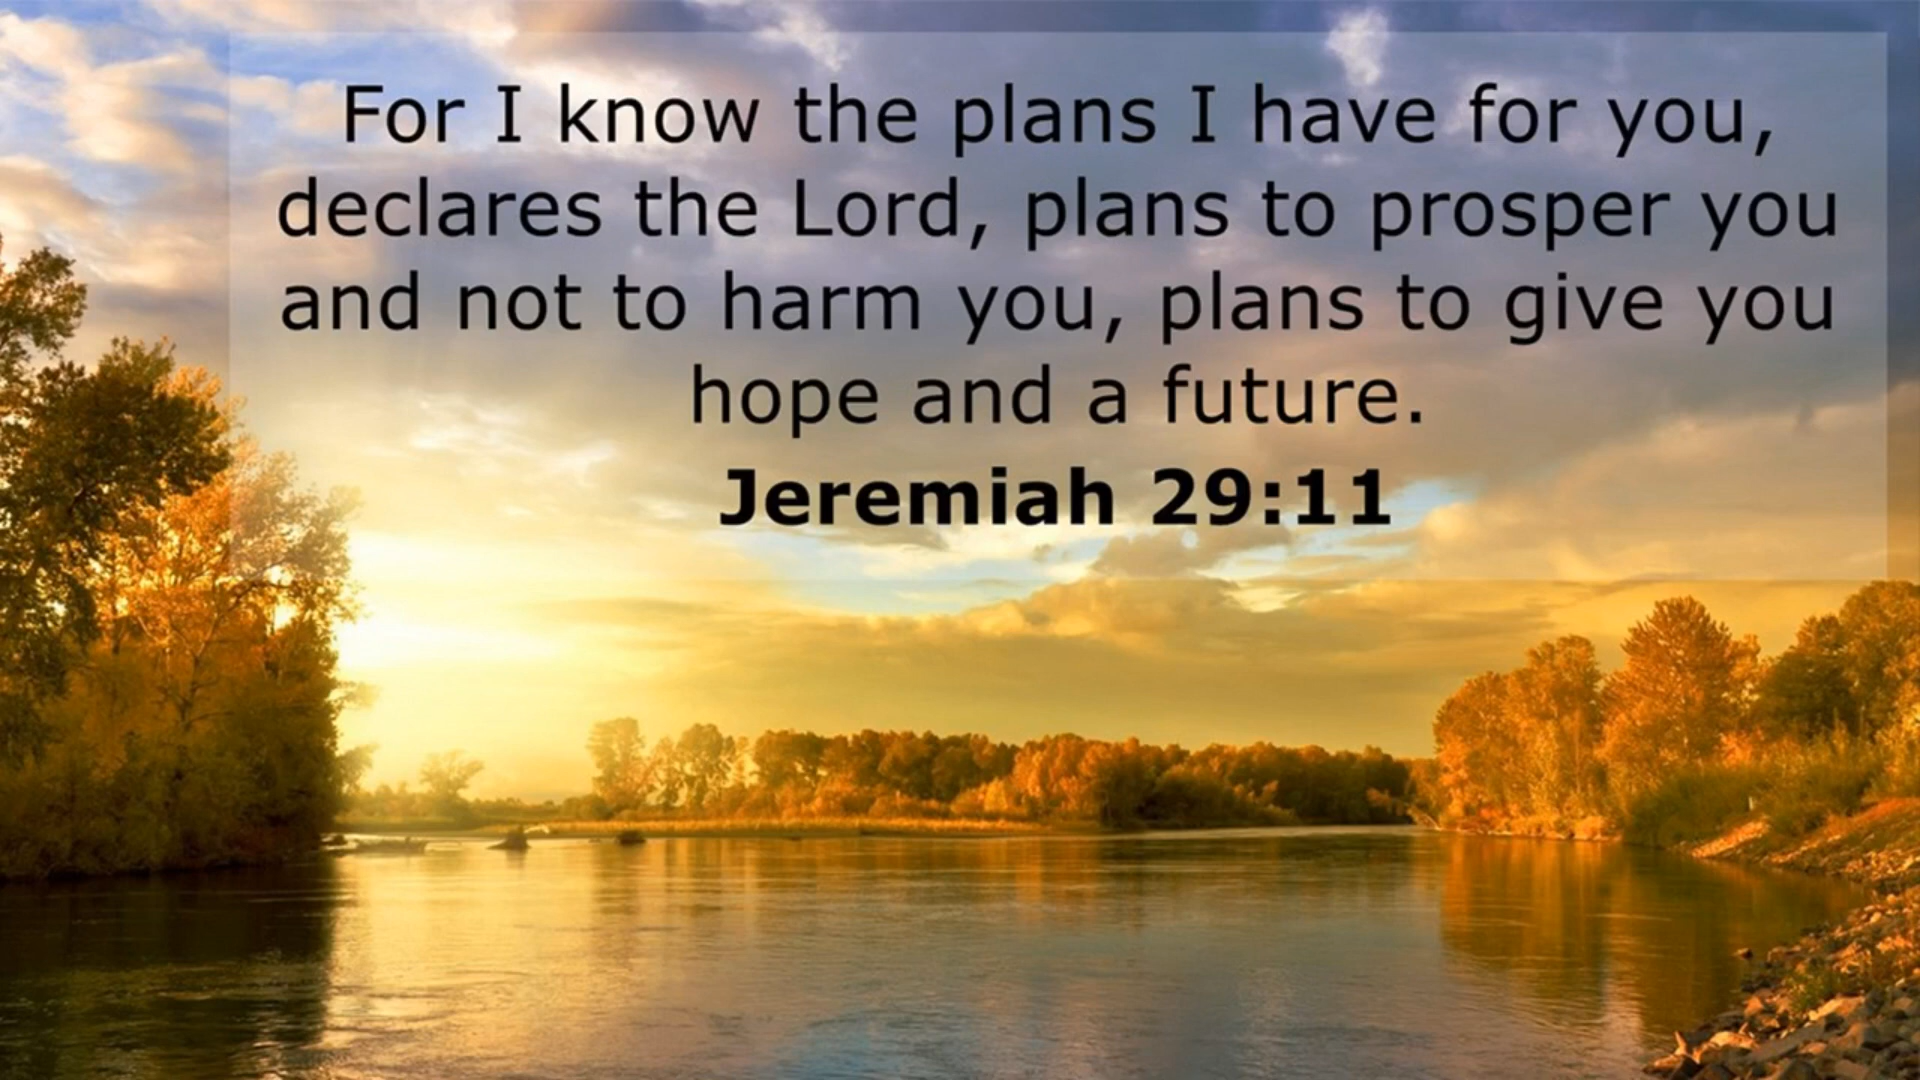 For I know the plans I have for you,
declares the Lord, plans to prosper you
and not to harm you, plans to give you
hope and a future.
Jeremiah 29:11